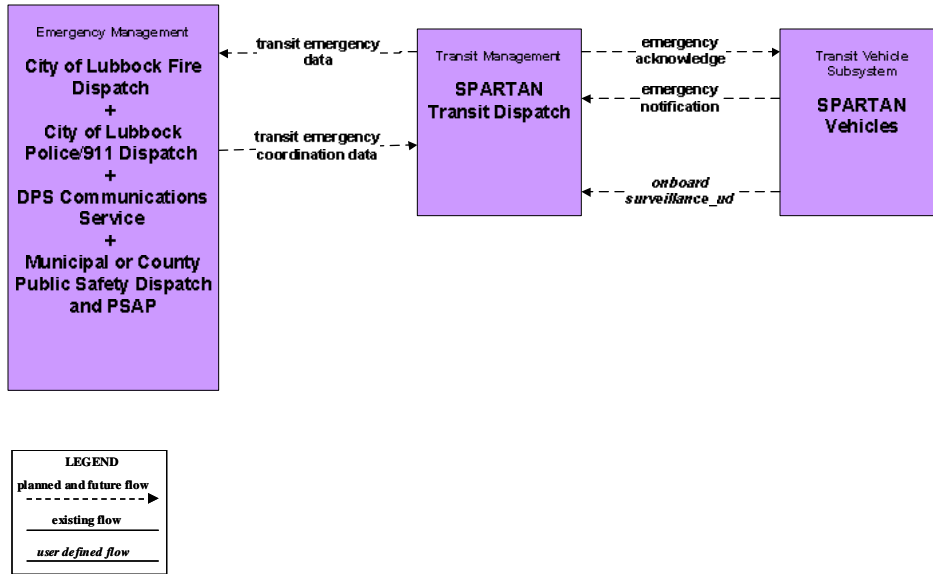 Emergency Management
City of Lubbock Fire
Dispatch
+
City of Lubbock
Police/911 Dispatch
+
DPS Communications
Service
+
Municipal or County
Public Safety Dispatch
and PSAP
transit emergency
data
transit emergency
coordination data
Transit Management
SPARTAN
Transit Dispatch
emergency
acknowledge
emergency
notification
onboard
surveillance_ud
Transit Vehicle
Subsystem
SPARTAN
Vehicles
LEGEND
planned and future flow
existing flow
user defined flow